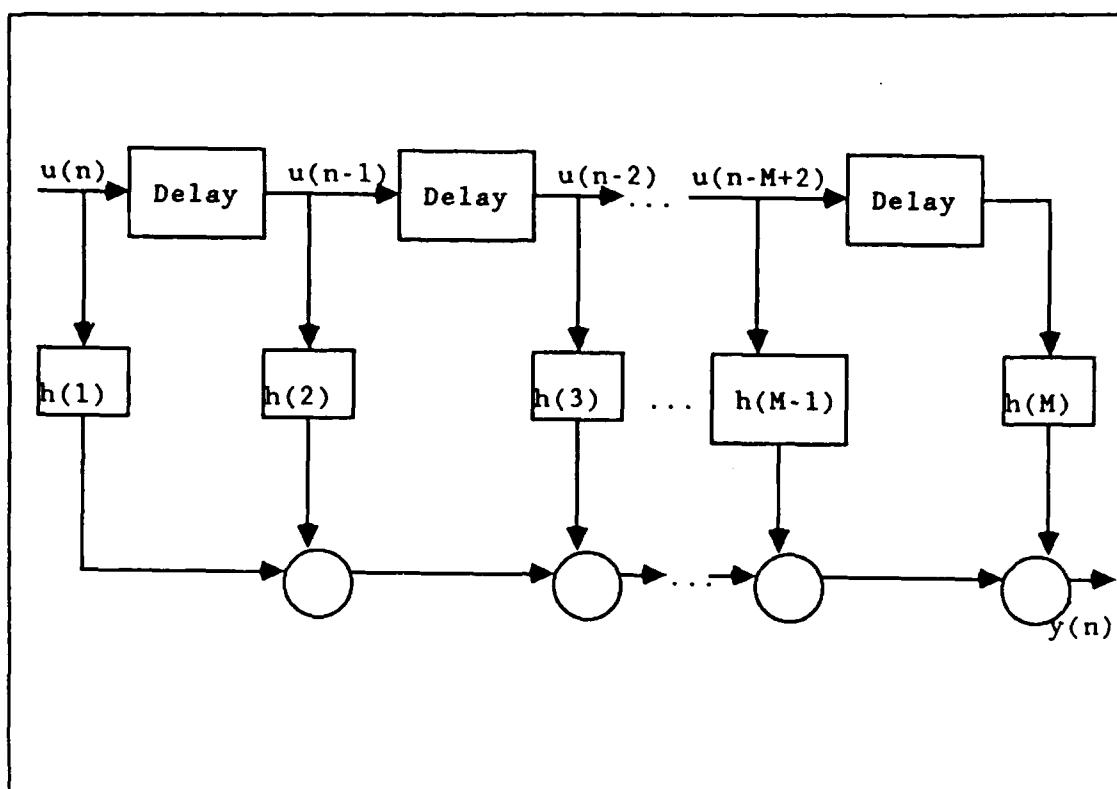 u(n)
Delay
u(n-1)
Delay
u(n-2)
...
u(n-M+2)
Delay
h(1)
h(2)
h(3)
...
h(M-1)
h(M)
...
y(n)